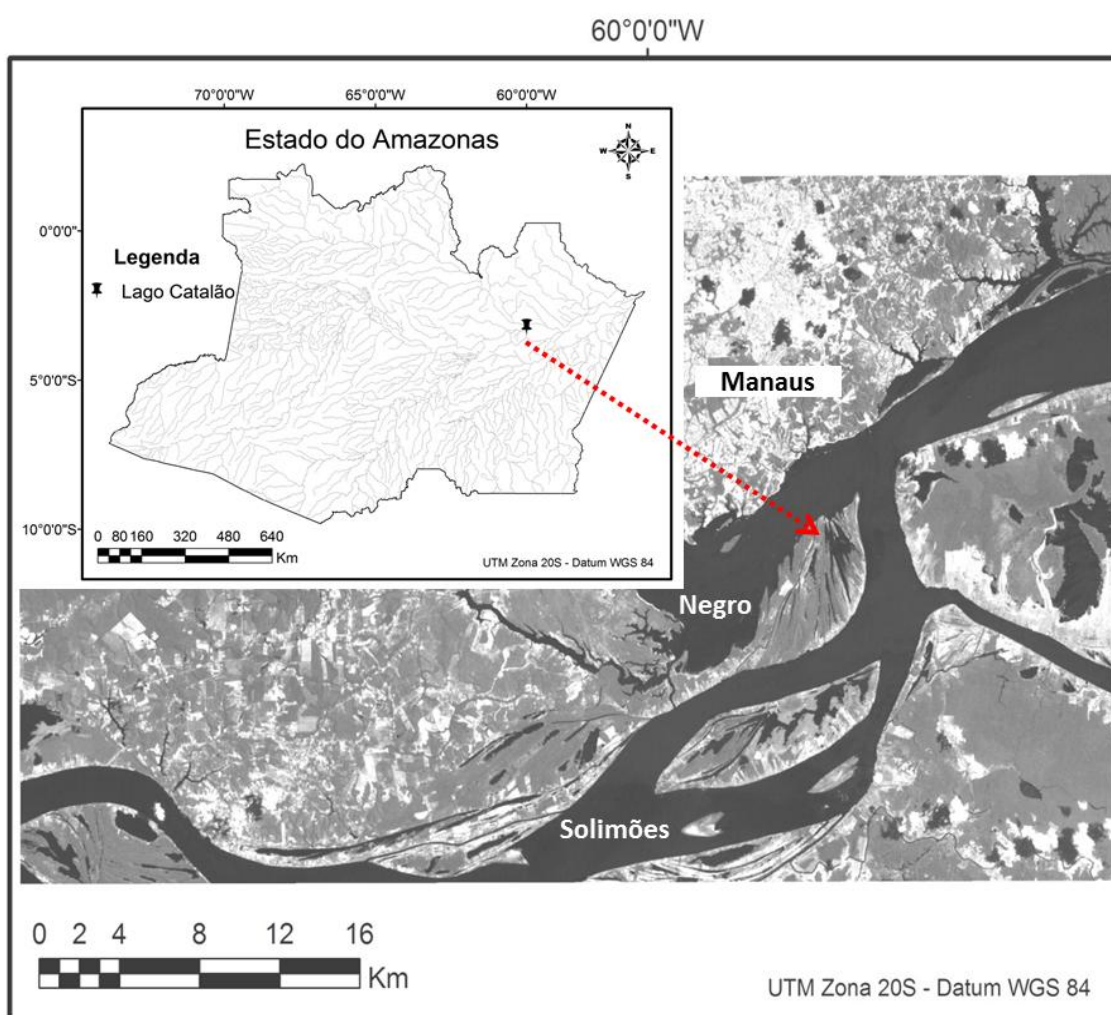 60°0'0"W
70°0'0"W 65°0'0"W 60°0'0"W
Estado do Amazonas
N
W E
S
0°0'0"
Legenda
Lago Catalão
5°0'0"S
10°0'0"S
0 80 160 320 480 640
Km
UTM Zona 20S - Datum WGS 84
Manaus
Negro
Solimões
0 2 4 8 12 16
Km
UTM Zona 20S - Datum WGS 84